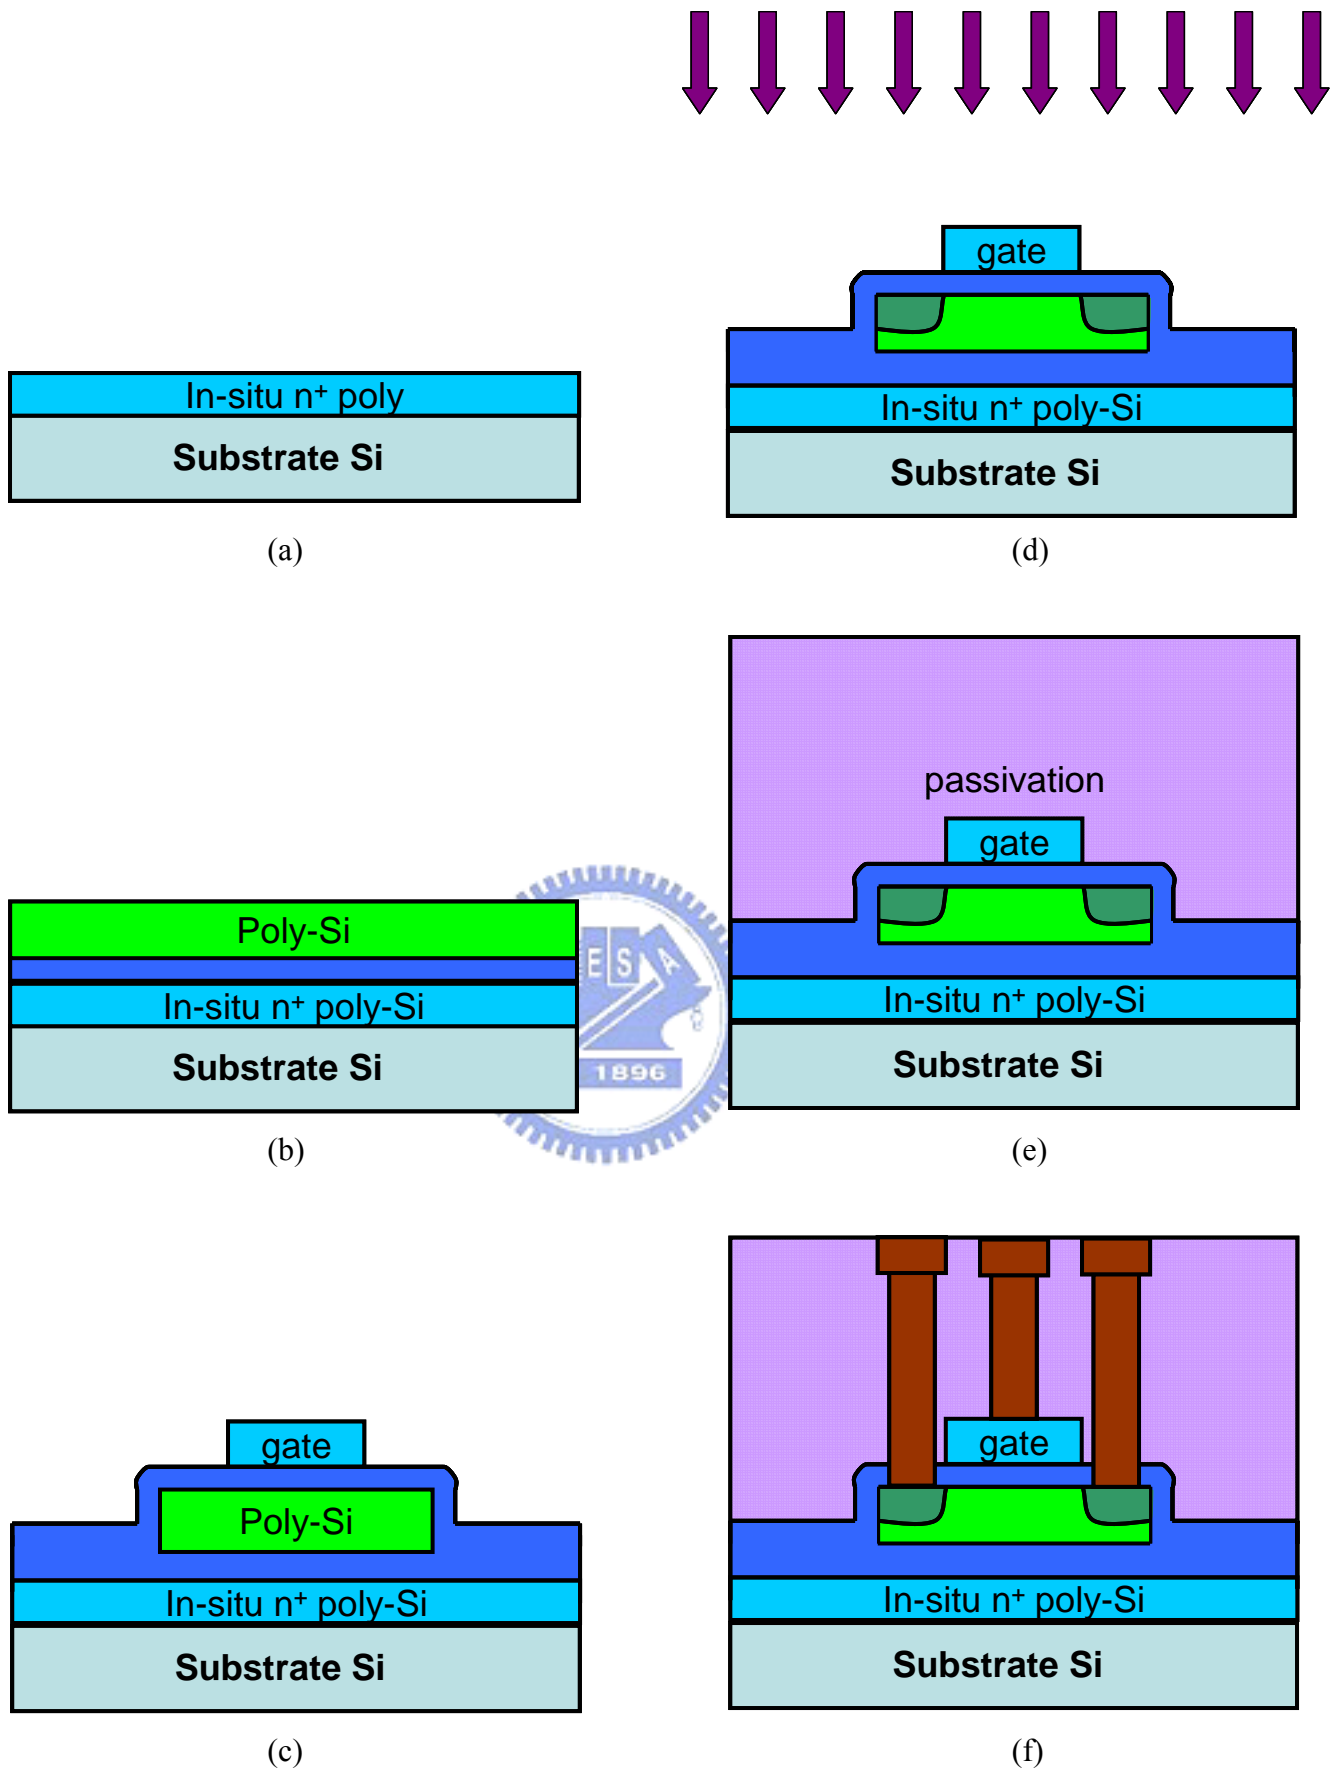 In-situ n⁺ poly
Substrate Si
(a)
gate
In-situ n⁺ poly-Si
Substrate Si
(d)
Poly-Si
In-situ n⁺ poly-Si
Substrate Si
(b)
E S A
1896
passivation
gate
In-situ n⁺ poly-Si
Substrate Si
(e)
gate
Poly-Si
In-situ n⁺ poly-Si
Substrate Si
(c)
gate
In-situ n⁺ poly-Si
Substrate Si
(f)